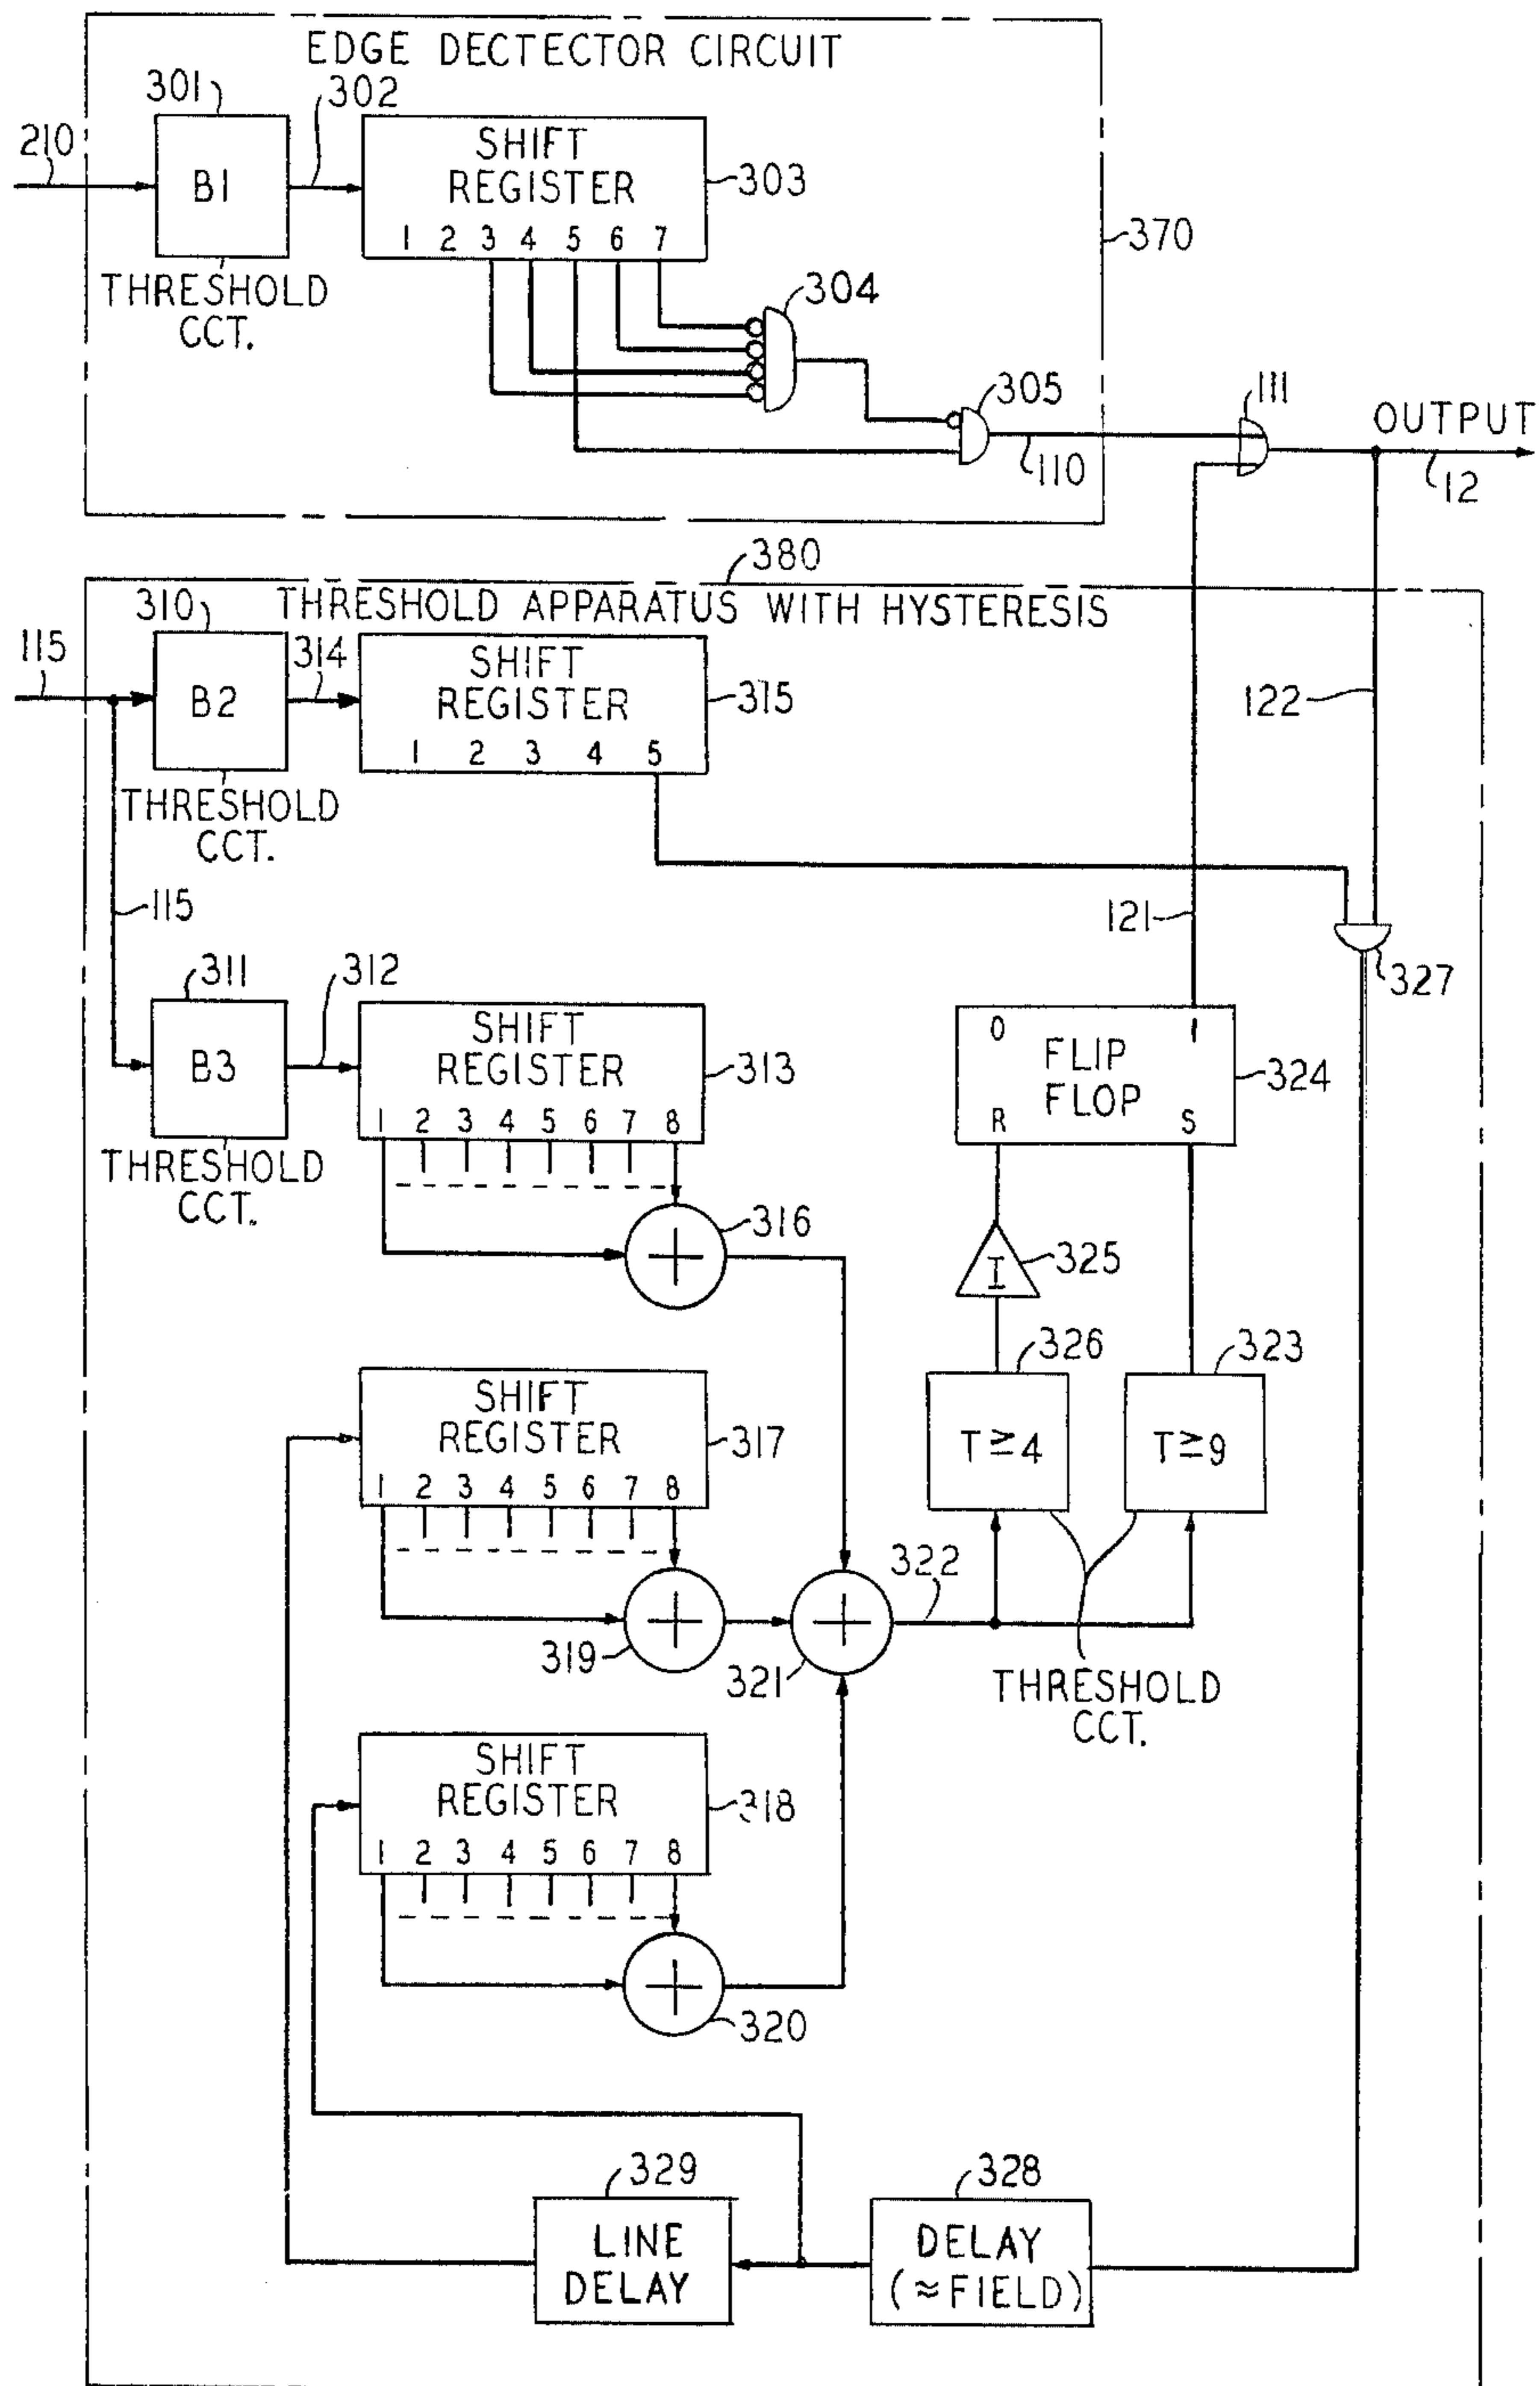 EDGE DECTECTOR CIRCUIT
301
302
210
B1
SHIFT
REGISTER
303
1 2 3 4 5 6 7
THRESHOLD
CCT.
370
304
305
111
110
OUTPUT
12
380
THRESHOLD APPARATUS WITH HYSTERESIS
310
115
314
B2
SHIFT
REGISTER
315
1 2 3 4 5
THRESHOLD
CCT.
122
115
121
327
311
312
B3
SHIFT
REGISTER
313
1 2 3 4 5 6 7 8
THRESHOLD
CCT.
0 1
FLIP
FLOP
R S
324
316
I
325
326
323
T≥4
T≥9
SHIFT
REGISTER
317
1 2 3 4 5 6 7 8
319
321
322
THRESHOLD
CCT.
SHIFT
REGISTER
318
1 2 3 4 5 6 7 8
320
329
328
LINE
DELAY
DELAY
(≈FIELD)